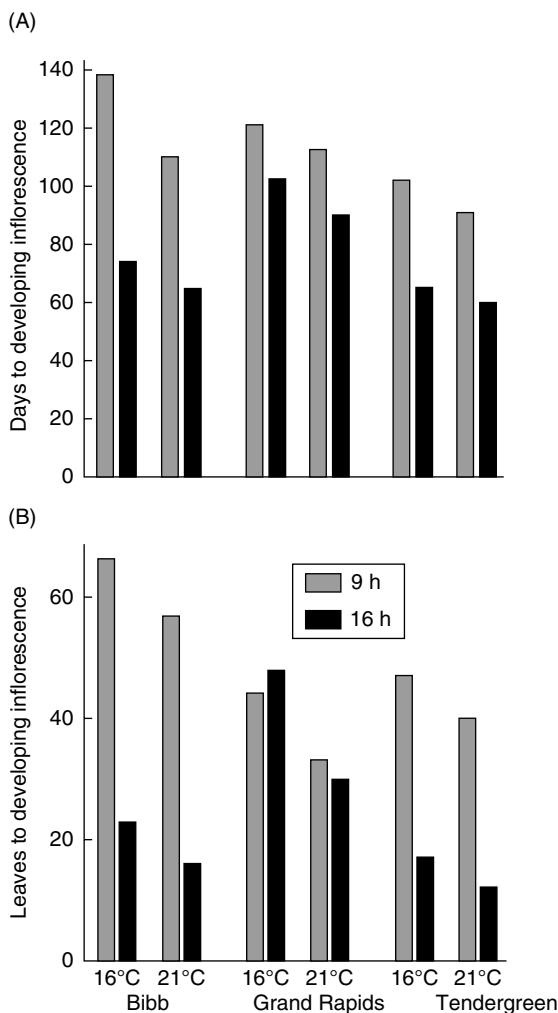 (A)
Days to developing inflorescence
140
120
100
80
60
40
20
0
(B)
Leaves to developing inflorescence
60
40
20
0
9 h
16 h
16°C 21°C 16°C 21°C 16°C 21°C
Bibb Grand Rapids Tendergreen